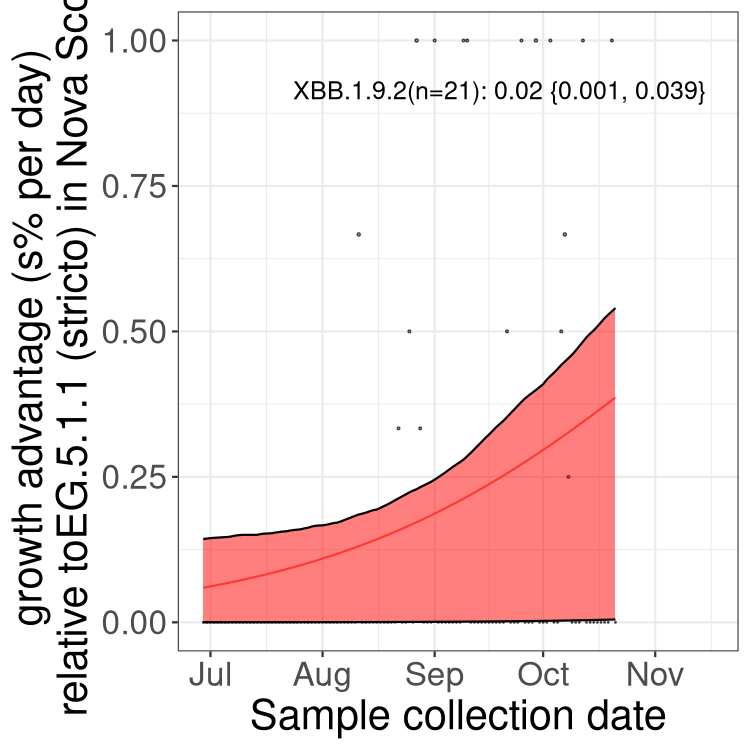 growth advantage (s% per day)
relative toEG.5.1.1 (stricto) in Nova
1.00
0.75
0.50
0.25
0.00
XBB.1.9.2(n=21): 0.02 {0.001, 0.039}
Jul Aug Sep Oct Nov
Sample collection date